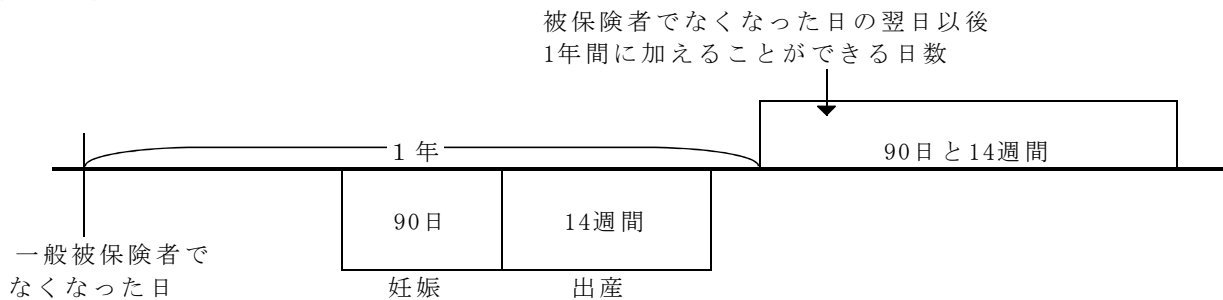 被保険者でなくなった日の翌日以後
1年間に加えることができる日数
1年
90日と14週間
90日
14週間
一般被保険者で
なくなった日
妊娠
出産